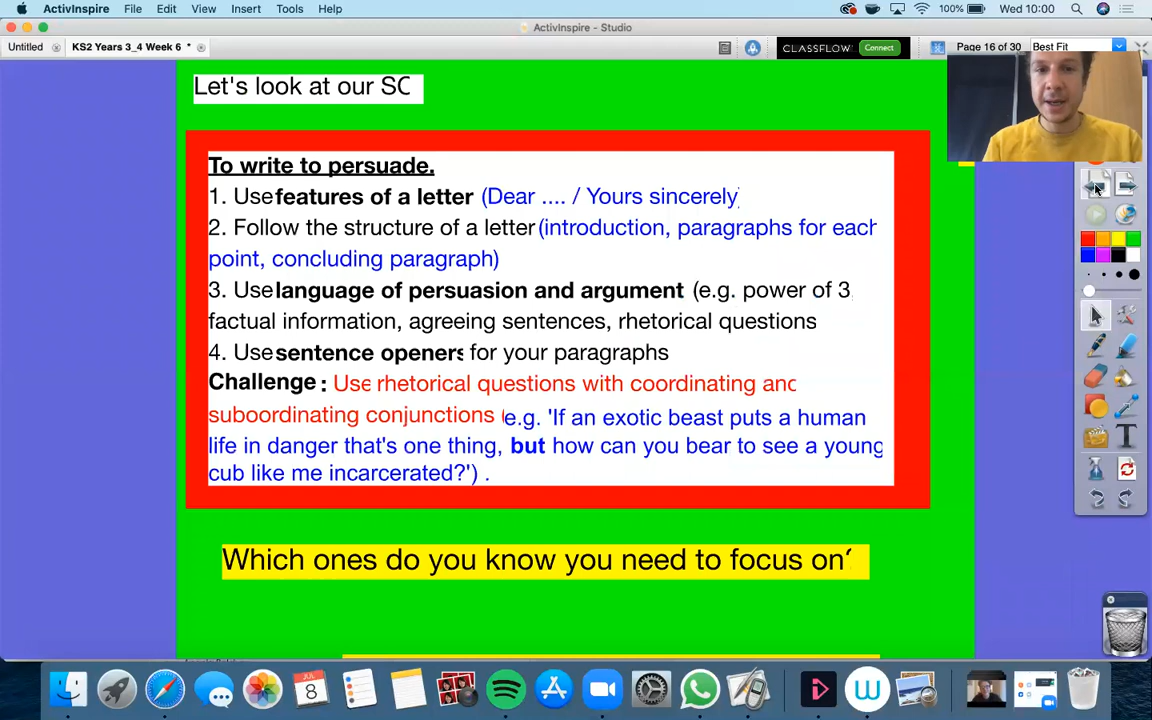 ActivInspire File Edit View Insert Tools Help 100% Wed 10:00
ActivInspire - Studio
Untitled KS2 Years 3_4 Week 6 * CLASSFLOW Connect Page 16 of 30 Best Fit
Let's look at our SC
To write to persuade.
1. Use features of a letter (Dear .... / Yours sincerely)
2. Follow the structure of a letter (introduction, paragraphs for each
point, concluding paragraph)
3. Use language of persuasion and argument (e.g. power of 3
factual information, agreeing sentences, rhetorical questions
4. Use sentence openers for your paragraphs
Challenge : Use rhetorical questions with coordinating and
suboordinating conjunctions (e.g. 'If an exotic beast puts a human
life in danger that's one thing, but how can you bear to see a young
cub like me incarcerated?') .
Which ones do you know you need to focus on?
JUL
8